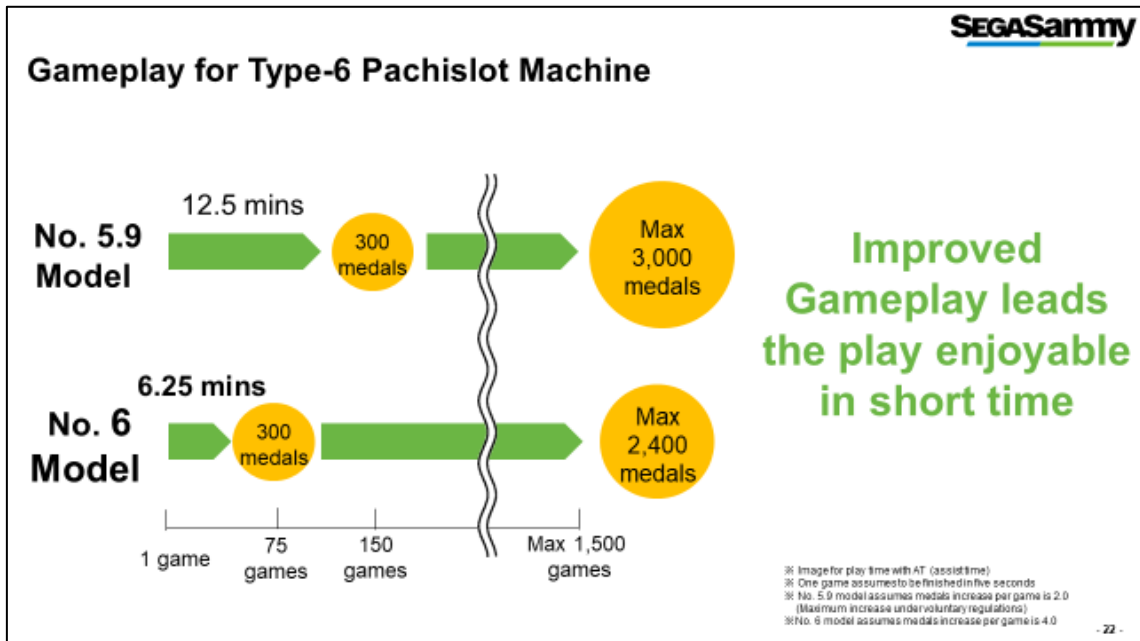 SEGASammy
Gameplay for Type-6 Pachislot Machine
12.5 mins
No. 5.9
Model
300
medals
Max
3,000
medals
Improved
Gameplay leads
the play enjoyable
in short time
6.25 mins
No. 6
Model
300
medals
Max
2,400
medals
1 game
75
games
150
games
Max 1,500
games
※ Image for play time with AT (assist time)
※ One game assumes to be finished in five seconds
※ No. 5.9 model assumes medals increase per game is 2.0
(Maximum increase under voluntary regulations)
※No. 6 model assumes medals increase per game is 4.0
- 22 -